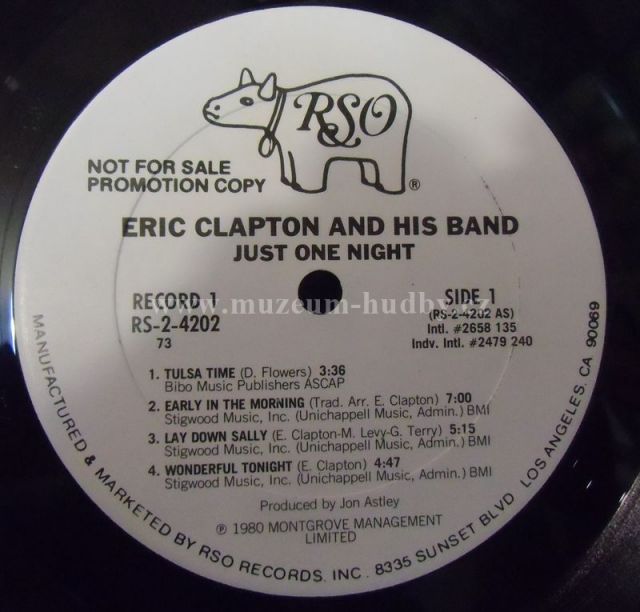 RSO
®
NOT FOR SALE
PROMOTION COPY
ERIC CLAPTON AND HIS BAND
JUST ONE NIGHT
RECORD 1
RS-2-4202
73
SIDE 1
(RS-2-4202 AS)
Intl. #2658 135
Indv. Intl. #2479 240
www.muzeum-hudby.cz
1. TULSA TIME (D. Flowers) 3:36
Bibo Music Publishers ASCAP
2. EARLY IN THE MORNING (Trad. Arr. E. Clapton) 7:00
Stigwood Music, Inc. (Unichappell Music, Admin.) BMI
3. LAY DOWN SALLY (E. Clapton-M. Levy-G. Terry) 5:15
Stigwood Music, Inc. (Unichappell Music, Admin.) BMI
4. WONDERFUL TONIGHT (E. Clapton) 4:47
Stigwood Music, Inc. (Unichappell Music, Admin.) BMI
Produced by Jon Astley
℗ 1980 MONTGROVE MANAGEMENT
LIMITED
MANUFACTURED & MARKETED BY RSO RECORDS, INC. 8335 SUNSET BLVD LOS ANGELES, CA 90069